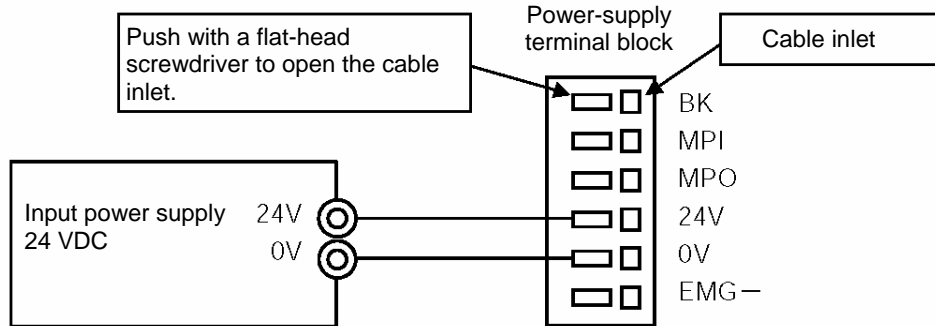 Push with a flat-head
screwdriver to open the cable
inlet.
Power-supply
terminal block
Cable inlet
BK
MPI
MPO
24V
0V
EMG−
Input power supply
24 VDC
24V
0V